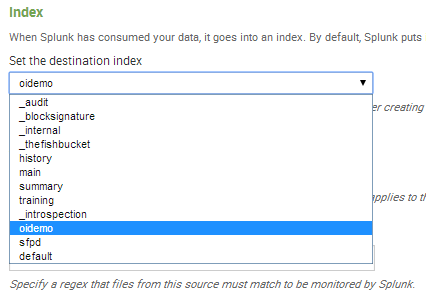 Index
When Splunk has consumed your data, it goes into an index. By default, Splunk puts
Set the destination index
oidemo
_audit
_blocksignature
er creating
_internal
_thefishbucket
history
main
summary
training
applies to th
_introspection
oidemo
sfpd
default
Specify a regex that files from this source must match to be monitored by Splunk.